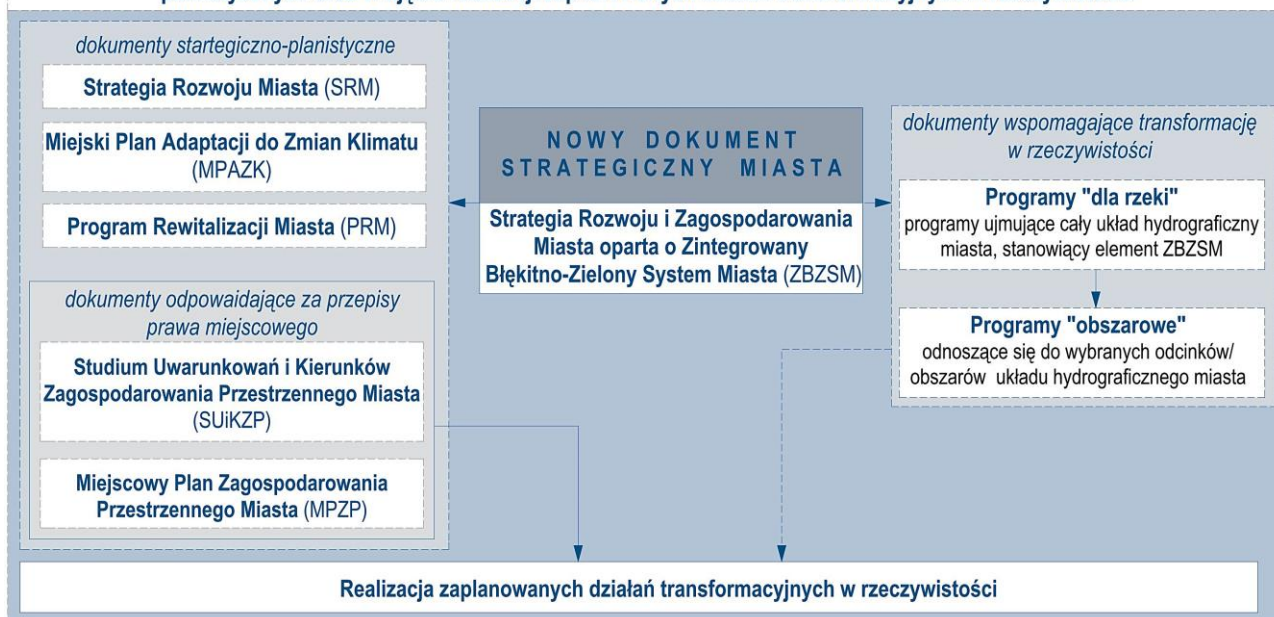 dokumenty startegiczno-planistyczne
Strategia Rozwoju Miasta (SRM)
Miejski Plan Adaptacji do Zmian Klimatu
(MPAZK)
Program Rewitalizacji Miasta (PRM)
dokumenty odpowaidające za przepisy
prawa miejscowego
Studium Uwarunkowań i Kierunków
Zagospodarowania Przestrzennego Miasta
(SUiKZP)
Miejscowy Plan Zagospodarowania
Przestrzennego Miasta (MPZP)
NOWY DOKUMENT
STRATEGICZNY MIASTA
Strategia Rozwoju i Zagospodarowania
Miasta oparta o Zintegrowany
Błękitno-Zielony System Miasta (ZBZSM)
dokumenty wspomagające transformację
w rzeczywistości
Programy "dla rzeki"
programy ujmujące cały układ hydrograficzny
miasta, stanowiący element ZBZSM
Programy "obszarowe"
odnoszące się do wybranych odcinków/
obszarów układu hydrograficznego miasta
Realizacja zaplanowanych działań transformacyjnych w rzeczywistości